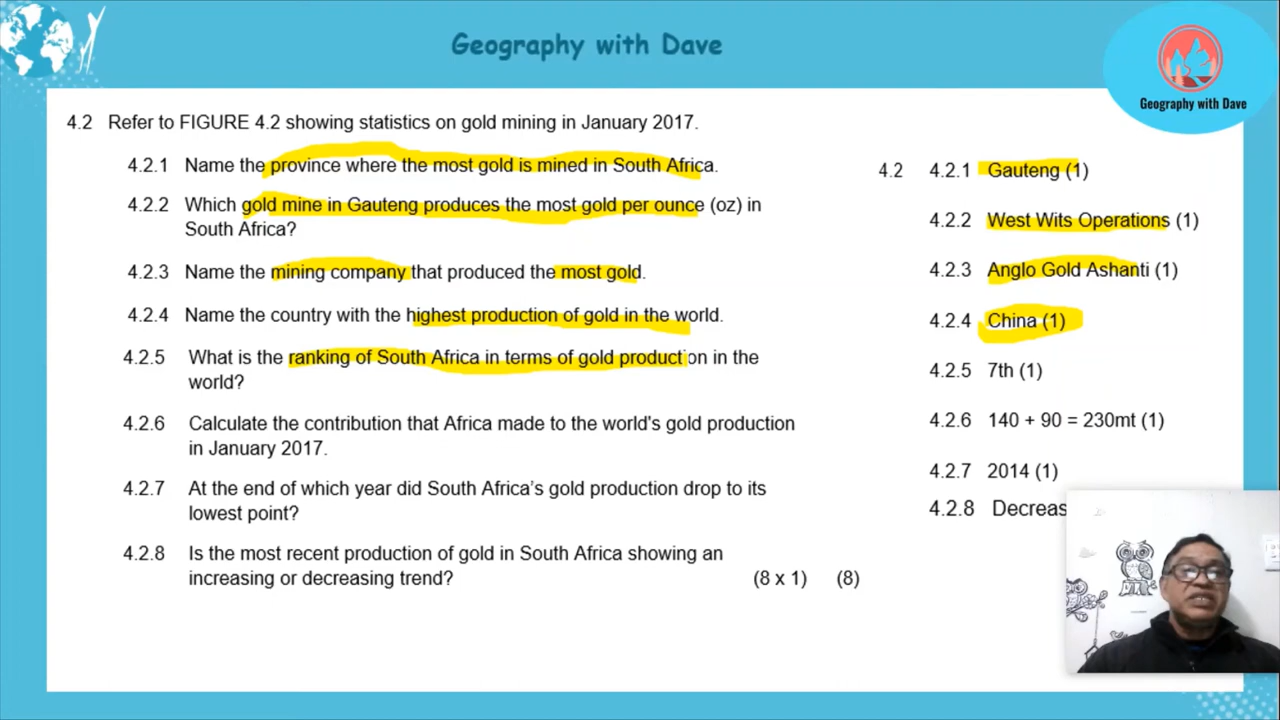 Geography with Dave
Geography with Dave
4.2 Refer to FIGURE 4.2 showing statistics on gold mining in January 2017.
4.2.1 Name the province where the most gold is mined in South Africa.
4.2.2 Which gold mine in Gauteng produces the most gold per ounce (oz) in
South Africa?
4.2.3 Name the mining company that produced the most gold.
4.2.4 Name the country with the highest production of gold in the world.
4.2.5 What is the ranking of South Africa in terms of gold production in the
world?
4.2.6 Calculate the contribution that Africa made to the world's gold production
in January 2017.
4.2.7 At the end of which year did South Africa's gold production drop to its
lowest point?
4.2.8 Is the most recent production of gold in South Africa showing an
increasing or decreasing trend? (8 x 1) (8)
4.2 4.2.1 Gauteng (1)
4.2.2 West Wits Operations (1)
4.2.3 Anglo Gold Ashanti (1)
4.2.4 China (1)
4.2.5 7th (1)
4.2.6 140 + 90 = 230mt (1)
4.2.7 2014 (1)
4.2.8 Decreas